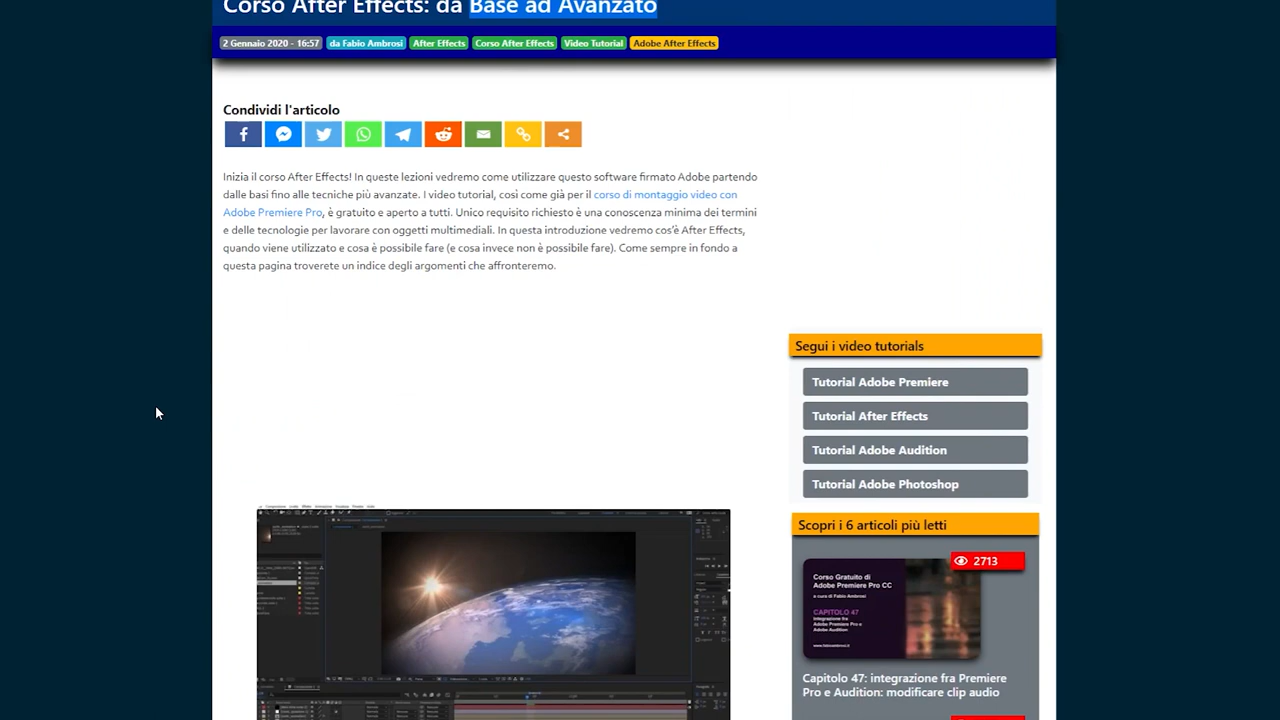 Corso After Effects: da Base ad Avanzato
2 Gennaio 2020 - 16:57 da Fabio Ambrosi After Effects Corso After Effects Video Tutorial Adobe After Effects
Condividi l'articolo
Inizia il corso After Effects! In queste lezioni vedremo come utilizzare questo software firmato Adobe partendo
dalle basi fino alle tecniche più avanzate. I video tutorial, così come già per il corso di montaggio video con
Adobe Premiere Pro, è gratuito e aperto a tutti. Unico requisito richiesto è una conoscenza minima dei termini
e delle tecnologie per lavorare con oggetti multimediali. In questa introduzione vedremo cos'è After Effects,
quando viene utilizzato e cosa è possibile fare (e cosa invece non è possibile fare). Come sempre in fondo a
questa pagina troverete un indice degli argomenti che affronteremo.
Segui i video tutorials
Tutorial Adobe Premiere
Tutorial After Effects
Tutorial Adobe Audition
Tutorial Adobe Photoshop
Scopri i 6 articoli più letti
2713
Corso Gratuito di
Adobe Premiere Pro CC
a cura di Fabio Ambrosi
CAPITOLO 47
Integrazione fra
Adobe Premiere Pro e
Adobe Audition
www.fabioambrosi.it
Capitolo 47: integrazione fra Premiere
Pro e Audition: modificare clip audio